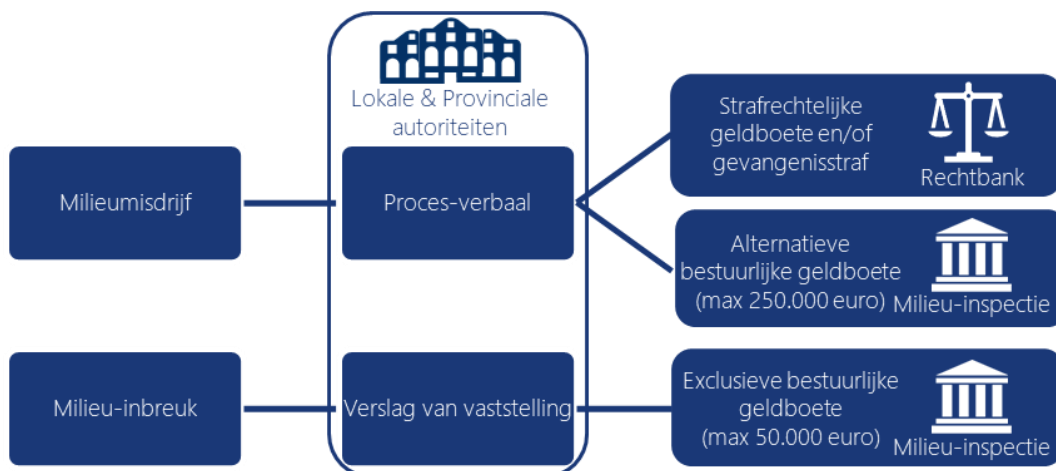 Lokale & Provinciale
autoriteiten
Milieumisdrijf
Proces-verbaal
Strafrechtelijke
geldboete en/of
gevangenisstraf
Rechtbank
Alternatieve
bestuurlijke geldboete
(max 250.000 euro)
Milieu-inspectie
Milieu-inbreuk
Verslag van vaststelling
Exclusieve bestuurlijke
geldboete
(max 50.000 euro)
Milieu-inspectie